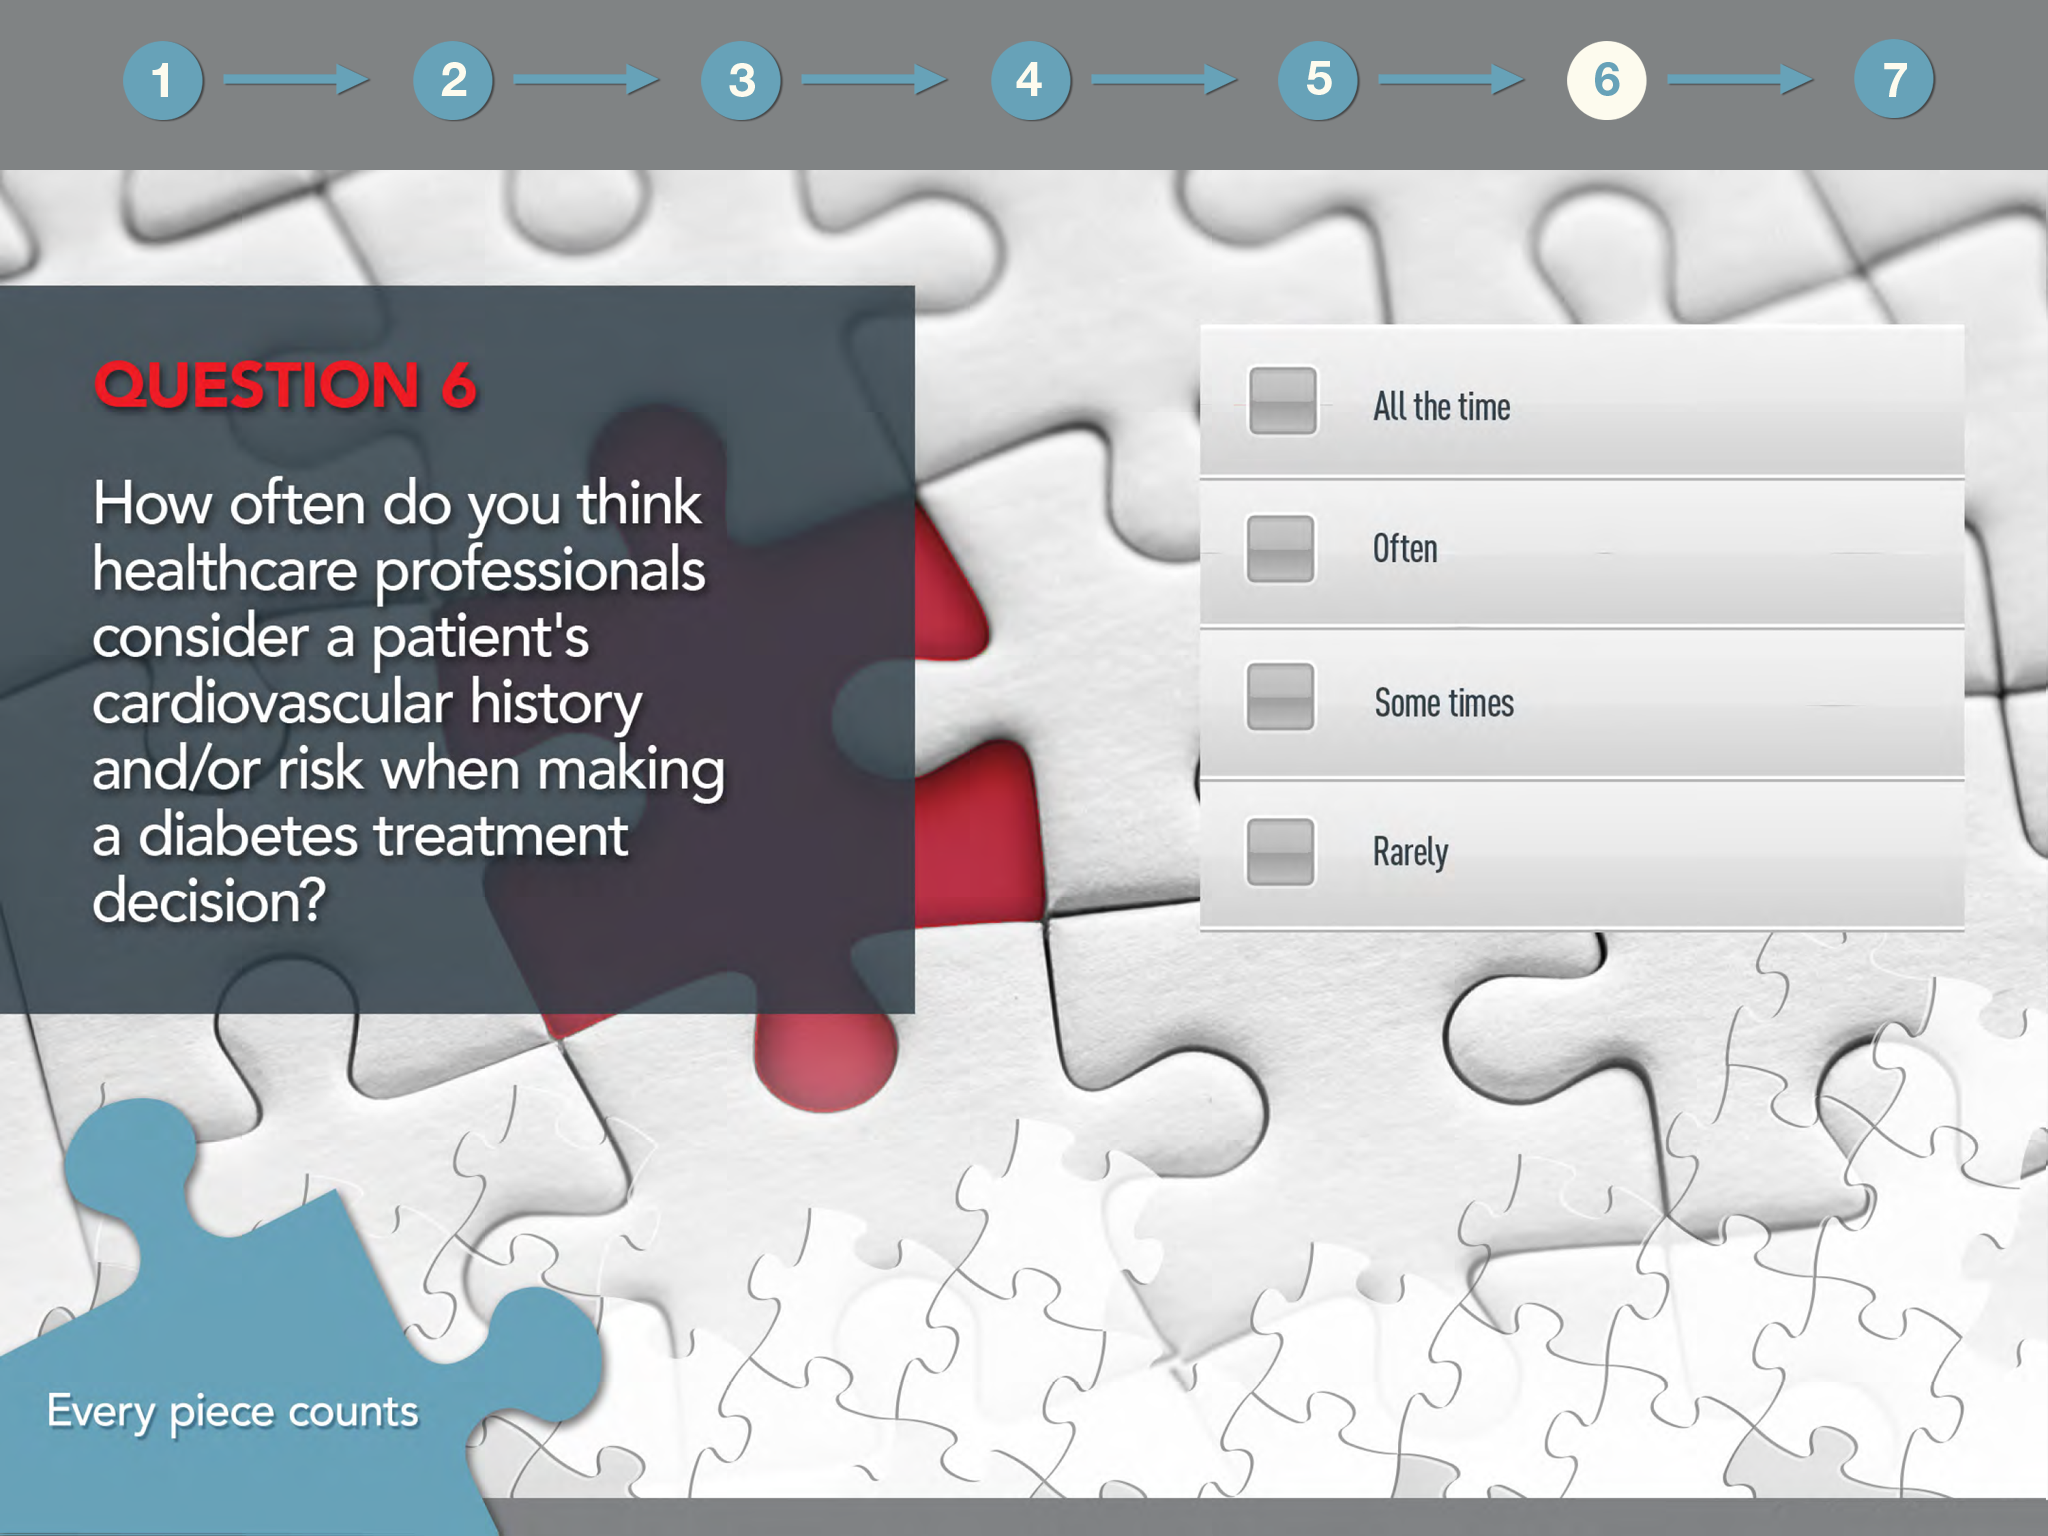 1 2 3 4 5 6 7
QUESTION 6
How often do you think
healthcare professionals
consider a patient's
cardiovascular history
and/or risk when making
a diabetes treatment
decision?
All the time
Often
Some times
Rarely
Every piece counts